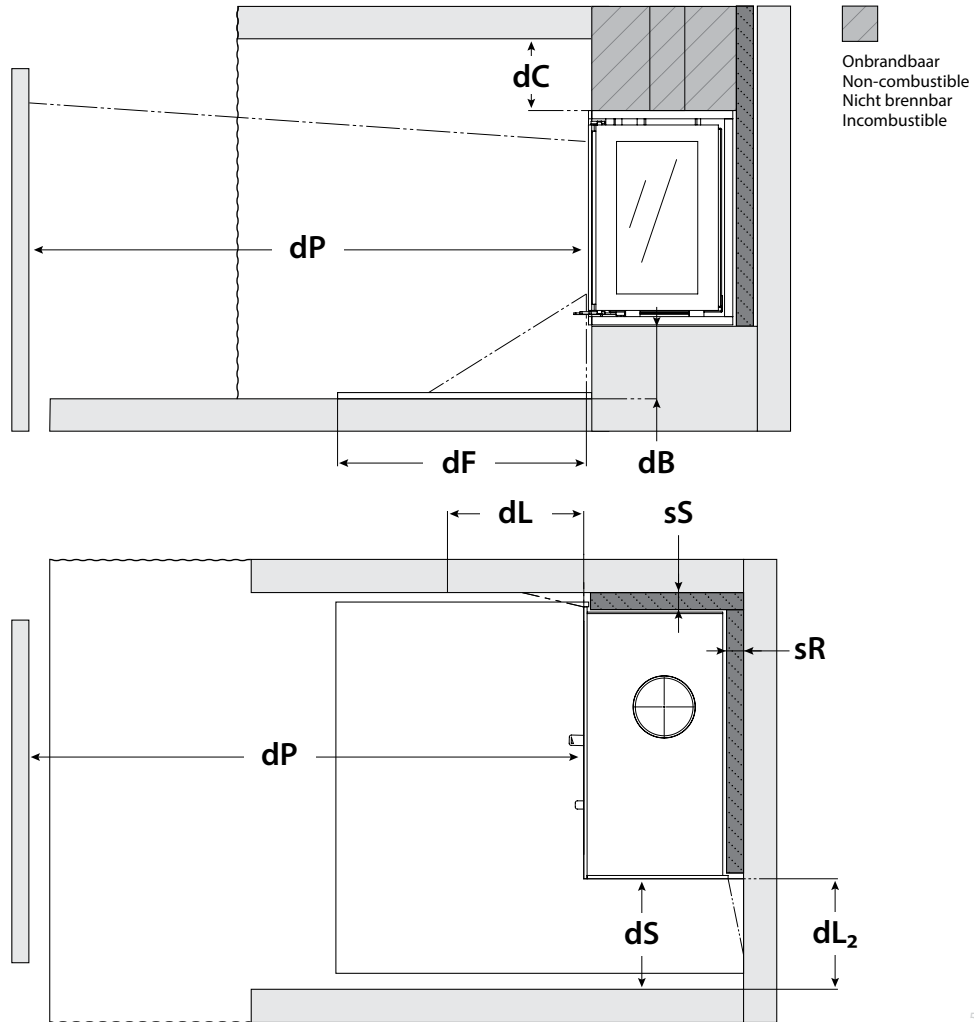 dC
Onbrandbaar
Non-combustible
Nicht brennbar
Incombustible
dP
dF
dB
dL
sS
sR
dP
dS
dL₂